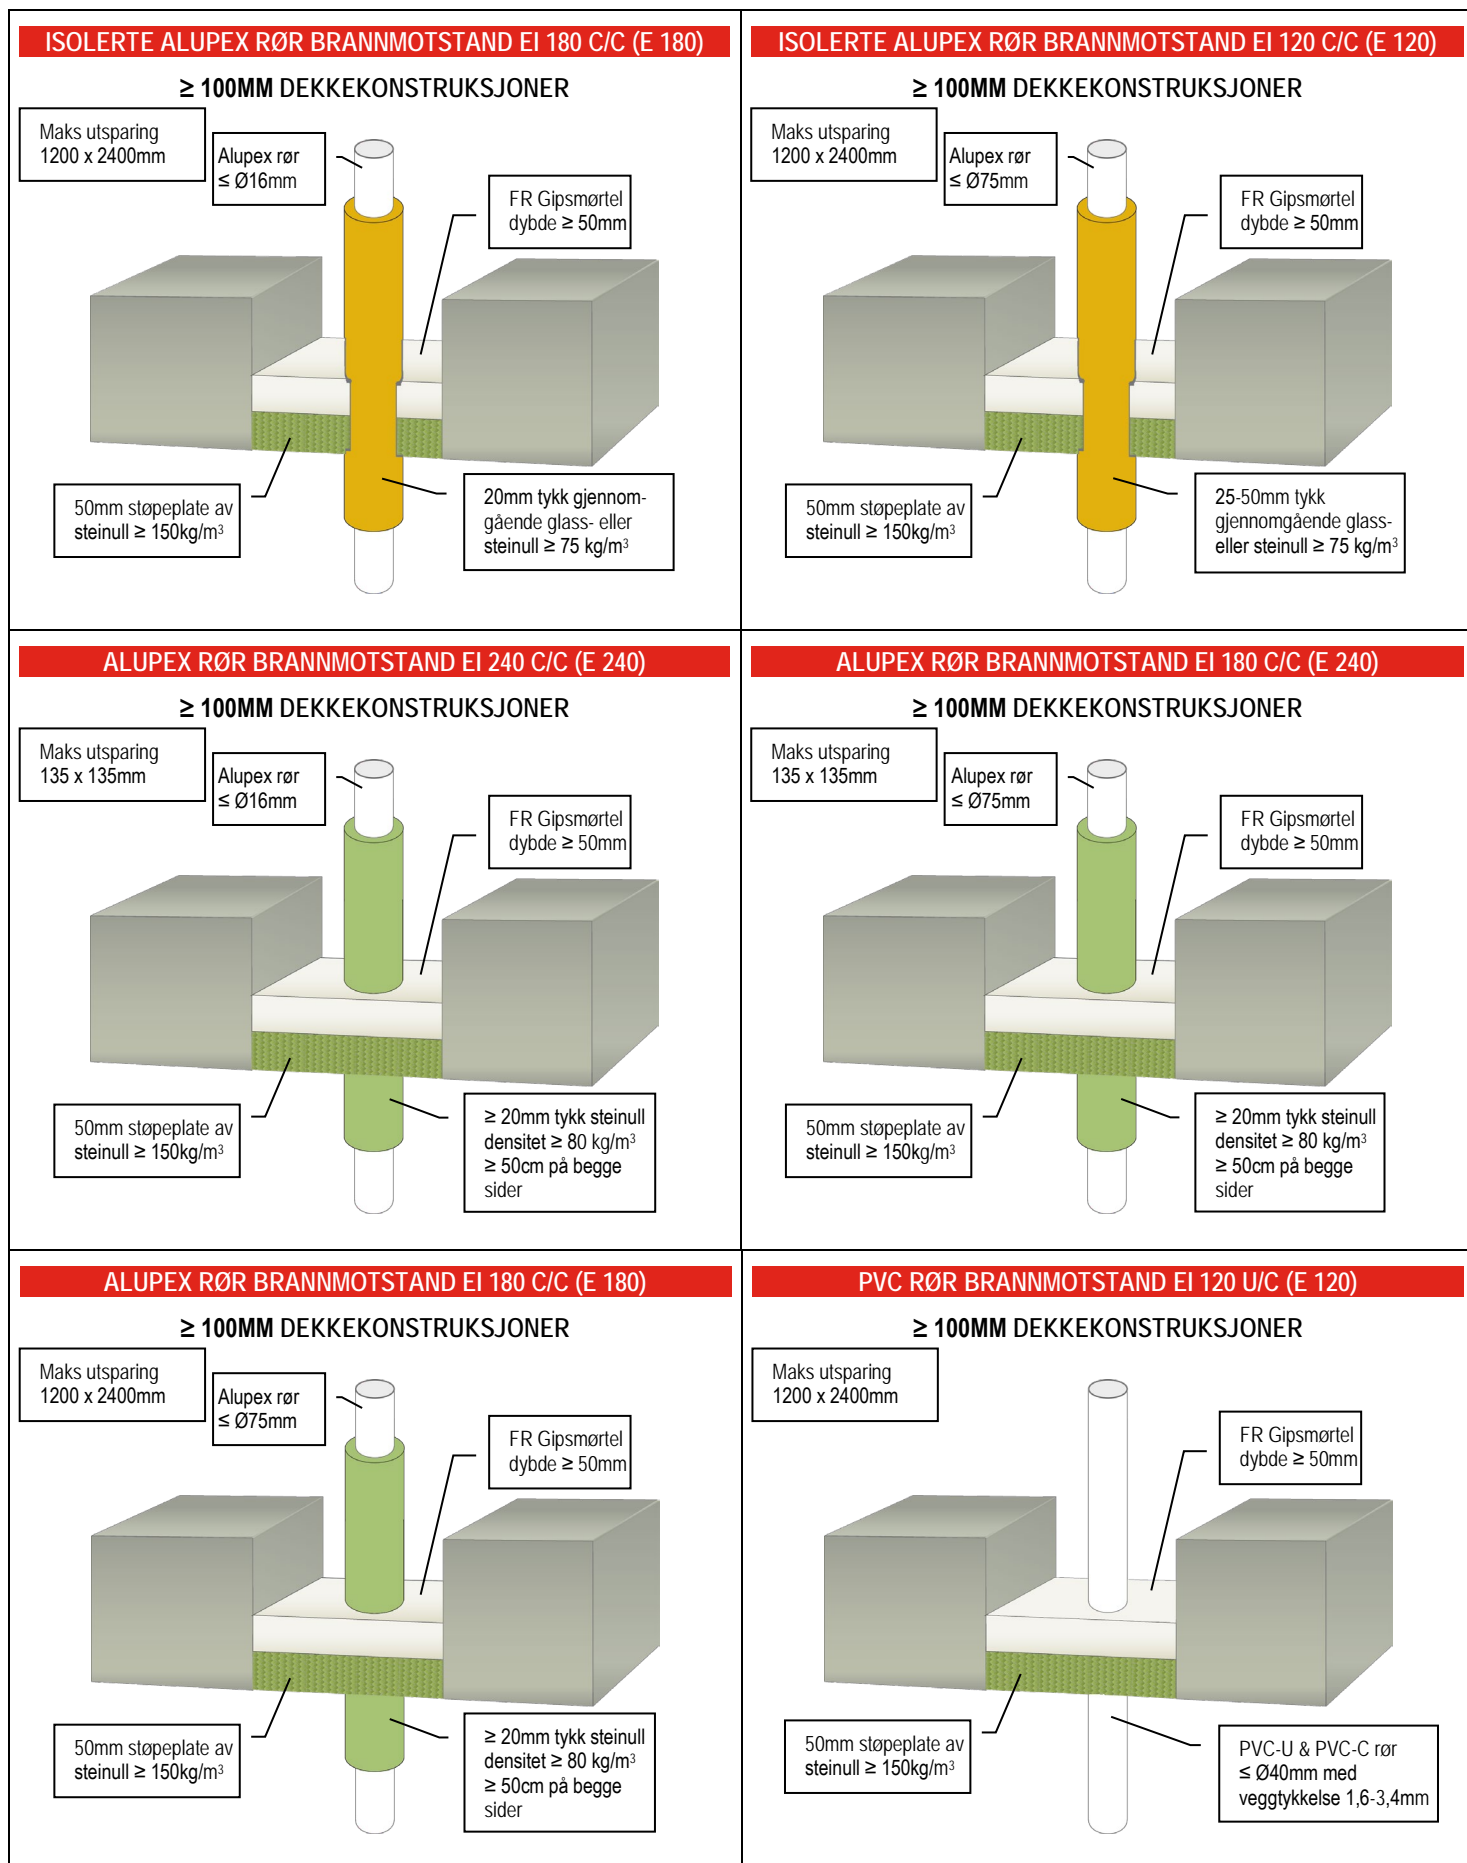 ISOLERTE ALUPEX RØR BRANNMOTSTAND EI 180 C/C (E 180)
≥ 100MM DEKKEKONSTRUKSJONER
Maks utsparing
1200 x 2400mm
Alupex rør
≤ Ø16mm
FR Gipsmørtel
dybde ≥ 50mm
50mm støpeplate av
steinull ≥ 150kg/m³
20mm tykk gjennom-
gående glass- eller
steinull ≥ 75 kg/m³
ISOLERTE ALUPEX RØR BRANNMOTSTAND EI 120 C/C (E 120)
≥ 100MM DEKKEKONSTRUKSJONER
Maks utsparing
1200 x 2400mm
Alupex rør
≤ Ø75mm
FR Gipsmørtel
dybde ≥ 50mm
50mm støpeplate av
steinull ≥ 150kg/m³
25-50mm tykk
gjennomgående glass-
eller steinull ≥ 75 kg/m³
ALUPEX RØR BRANNMOTSTAND EI 240 C/C (E 240)
≥ 100MM DEKKEKONSTRUKSJONER
Maks utsparing
135 x 135mm
Alupex rør
≤ Ø16mm
FR Gipsmørtel
dybde ≥ 50mm
50mm støpeplate av
steinull ≥ 150kg/m³
≥ 20mm tykk steinull
densitet ≥ 80 kg/m³
≥ 50cm på begge
sider
ALUPEX RØR BRANNMOTSTAND EI 180 C/C (E 240)
≥ 100MM DEKKEKONSTRUKSJONER
Maks utsparing
135 x 135mm
Alupex rør
≤ Ø75mm
FR Gipsmørtel
dybde ≥ 50mm
50mm støpeplate av
steinull ≥ 150kg/m³
≥ 20mm tykk steinull
densitet ≥ 80 kg/m³
≥ 50cm på begge
sider
ALUPEX RØR BRANNMOTSTAND EI 180 C/C (E 180)
≥ 100MM DEKKEKONSTRUKSJONER
Maks utsparing
1200 x 2400mm
Alupex rør
≤ Ø75mm
FR Gipsmørtel
dybde ≥ 50mm
50mm støpeplate av
steinull ≥ 150kg/m³
≥ 20mm tykk steinull
densitet ≥ 80 kg/m³
≥ 50cm på begge
sider
PVC RØR BRANNMOTSTAND EI 120 U/C (E 120)
≥ 100MM DEKKEKONSTRUKSJONER
Maks utsparing
1200 x 2400mm
FR Gipsmørtel
dybde ≥ 50mm
50mm støpeplate av
steinull ≥ 150kg/m³
PVC-U & PVC-C rør
≤ Ø40mm med
veggtykkelse 1,6-3,4mm